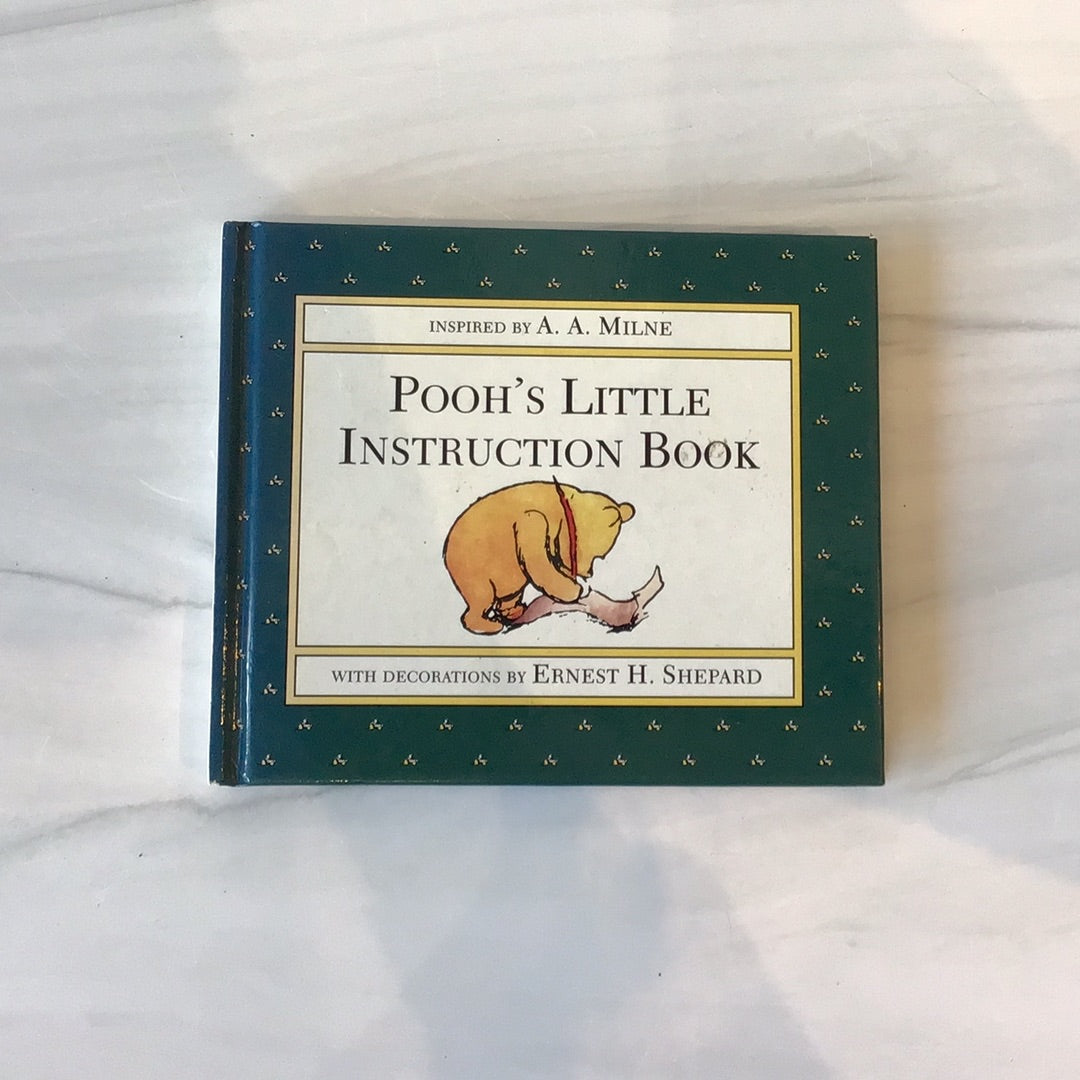 INSPIRED BY A. A. MILNE
POOH'S LITTLE
INSTRUCTION BOOK
WITH DECORATIONS BY ERNEST H. SHEPARD